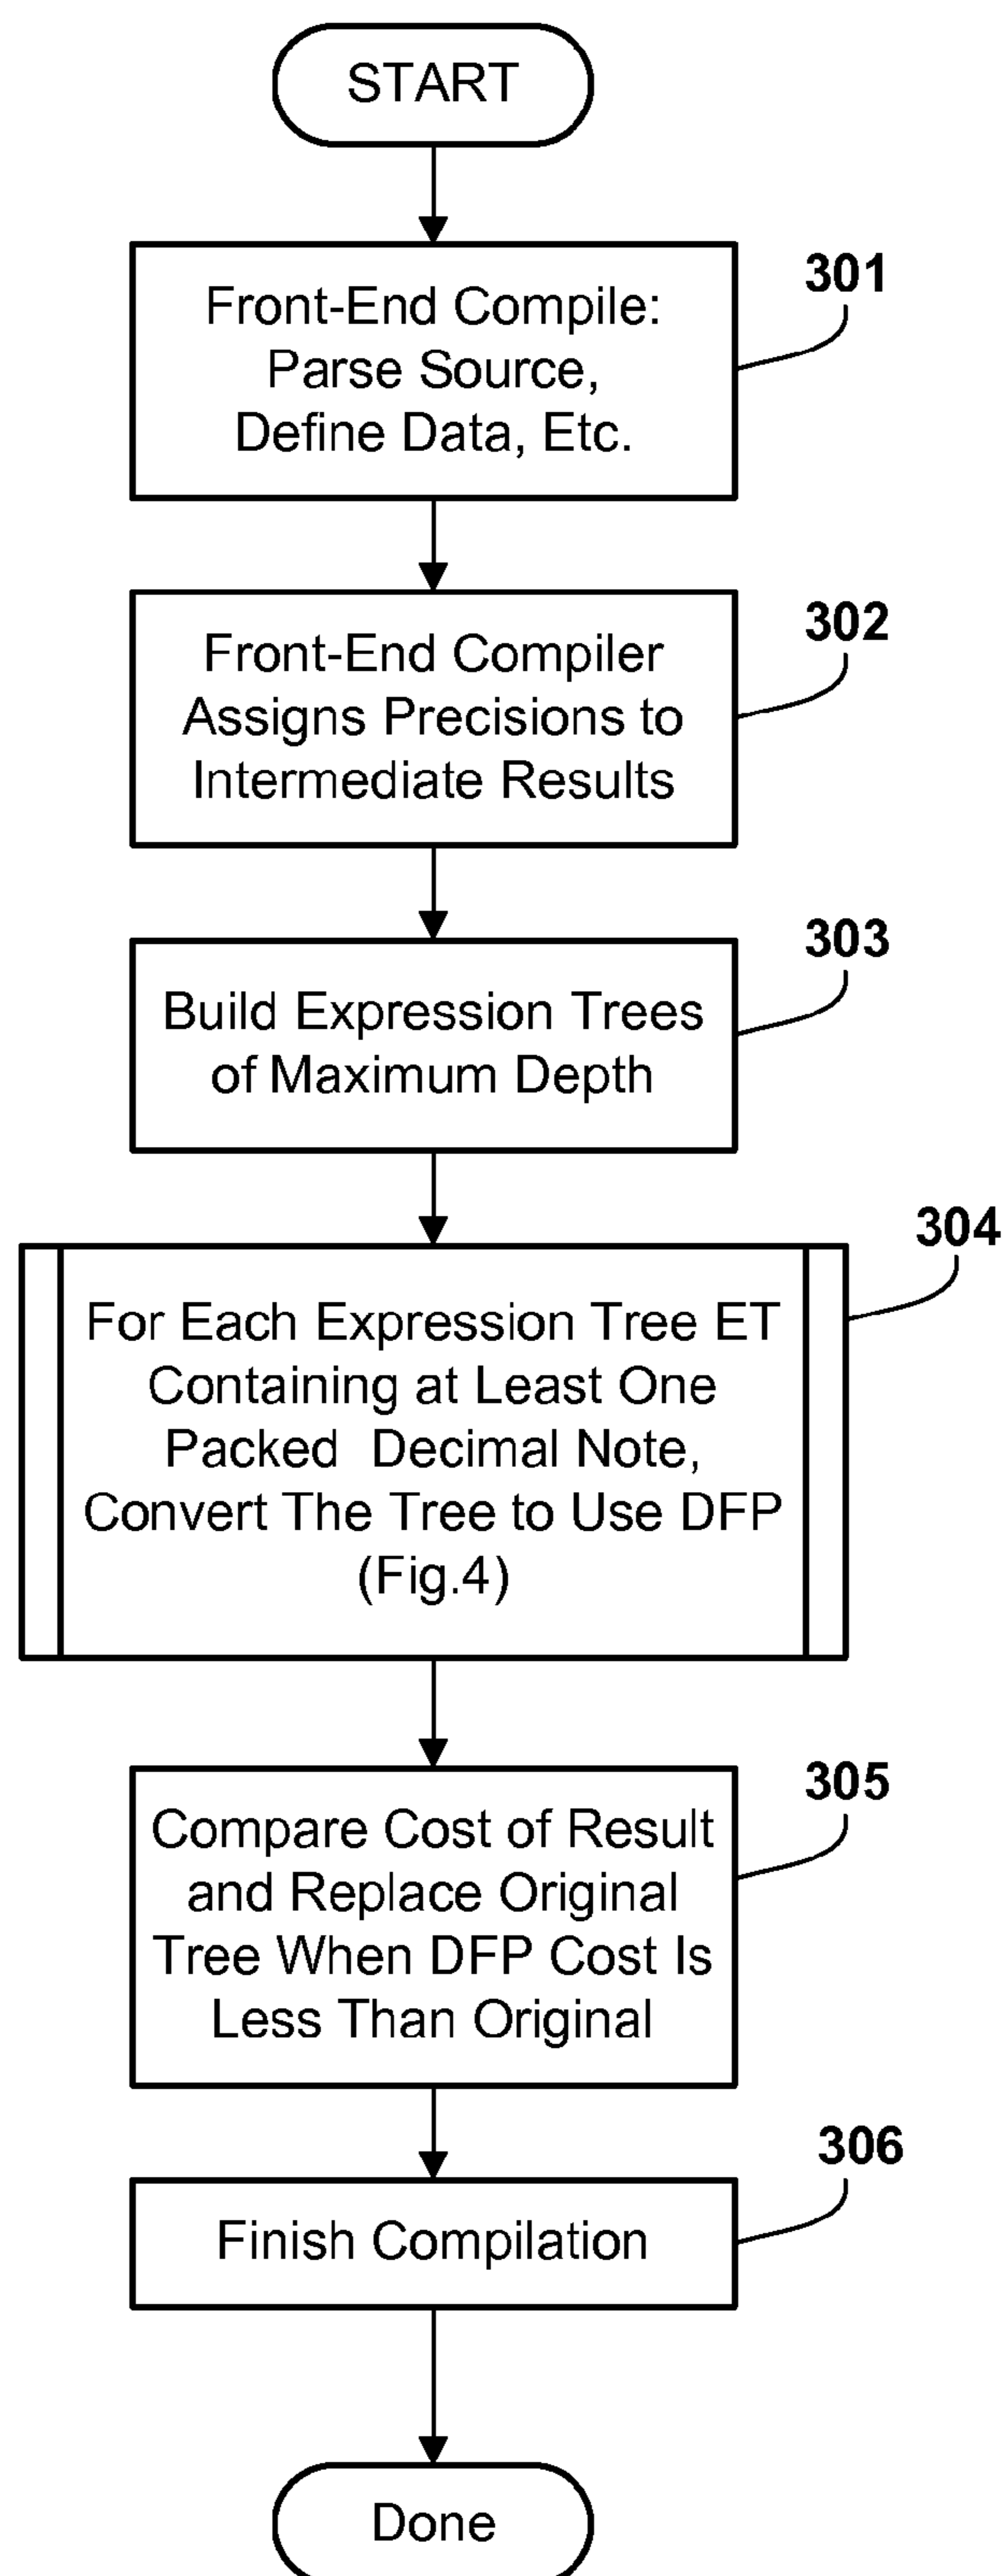 START
Front-End Compile:
Parse Source,
Define Data, Etc.
301
Front-End Compiler
Assigns Precisions to
Intermediate Results
302
Build Expression Trees
of Maximum Depth
303
For Each Expression Tree ET
Containing at Least One
Packed Decimal Note,
Convert The Tree to Use DFP
(Fig.4)
304
Compare Cost of Result
and Replace Original
Tree When DFP Cost Is
Less Than Original
305
Finish Compilation
306
Done